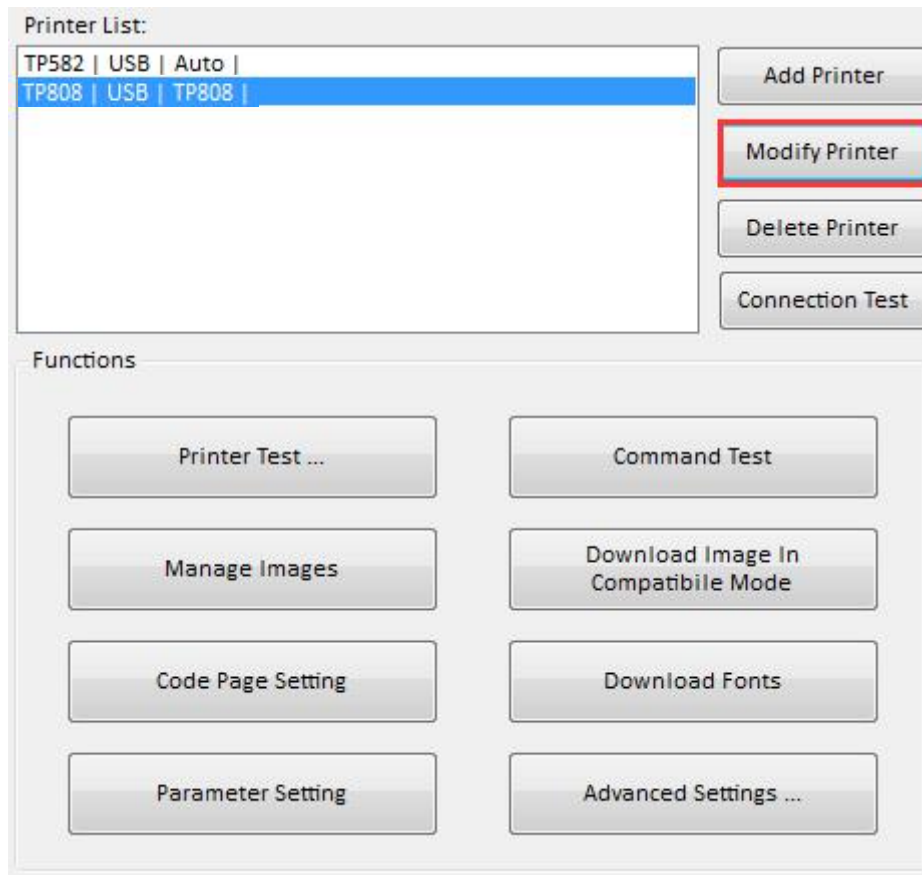 Printer List:
TP582 | USB | Auto |
TP808 | USB | TP808 |
Add Printer
Modify Printer
Delete Printer
Connection Test
Functions
Printer Test ...
Command Test
Manage Images
Download Image In
Compatibile Mode
Code Page Setting
Download Fonts
Parameter Setting
Advanced Settings ...